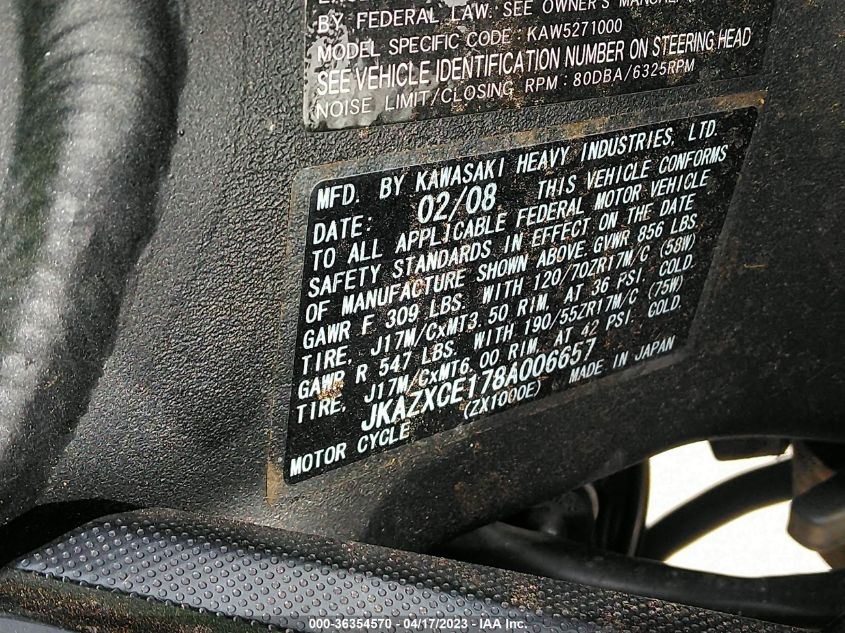 BY FEDERAL LAW. SEE OWNER'S MANUAL
MODEL SPECIFIC CODE : KAW5271000
SEE VEHICLE IDENTIFICATION NUMBER ON STEERING HEAD
NOISE LIMIT/CLOSING RPM : 80DBA/6325RPM
MFD. BY KAWASAKI HEAVY INDUSTRIES, LTD.
DATE: 02/08 THIS VEHICLE CONFORMS
TO ALL APPLICABLE FEDERAL MOTOR VEHICLE
SAFETY STANDARDS IN EFFECT ON THE DATE
OF MANUFACTURE SHOWN ABOVE. GVWR 856 LBS.
GAWR F 309 LBS. WITH 120/70ZR17M/C (58W)
TIRE, J17M/CxMT3.50 RIM, AT 36 PSI. COLD.
GAWR R 547 LBS. WITH 190/55ZR17M/C (75W)
TIRE, J17M/CxMT6.00 RIM, AT 42 PSI. COLD.
JKAZXCE178A006657
MOTOR CYCLE (ZX1000E) MADE IN JAPAN
000-36354570 - 04/17/2023 - IAA Inc.